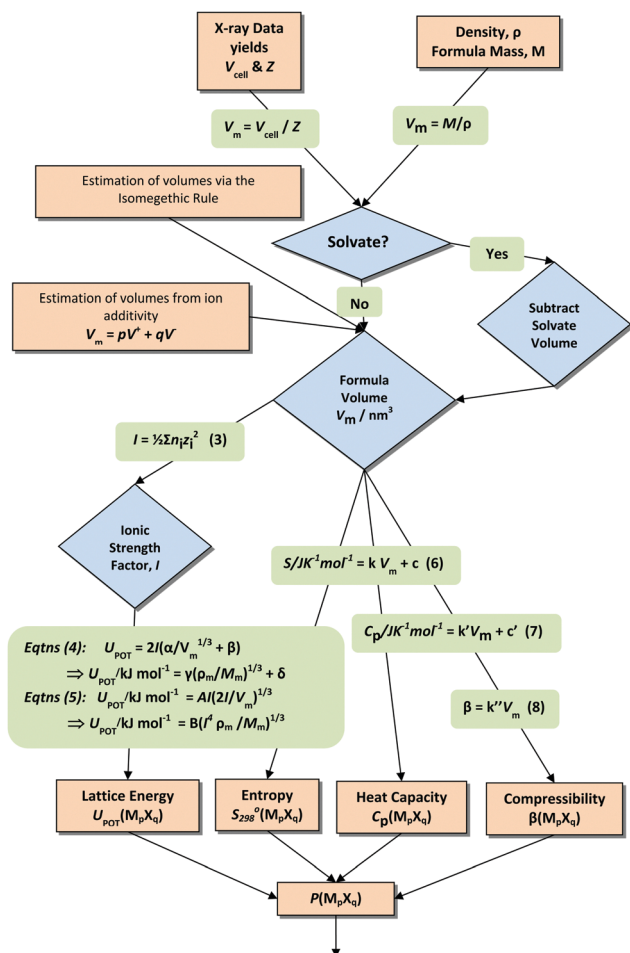 X-ray Data
yields
V_cell & Z
Density, ρ
Formula Mass, M
V_m = V_cell / Z
V_m = M/ρ
Estimation of volumes via the
Isomegethic Rule
Solvate?
Yes
Estimation of volumes from ion
additivity
V_m = pV⁺ + qV⁻
No
Subtract
Solvate
Volume
Formula
Volume
V_m / nm³
I = ½Σn_i z_i² (3)
Ionic
Strength
Factor, I
S/JK⁻¹mol⁻¹ = k V_m + c (6)
C_p/JK⁻¹mol⁻¹ = k'V_m + c' (7)
Eqtns (4): U_POT = 2I(α/V_m^1/3 + β)
⇒ U_POT/kJ mol⁻¹ = γ(ρ_m/M_m)^1/3 + δ
Eqtns (5): U_POT/kJ mol⁻¹ = AI(2I/V_m)^1/3
⇒ U_POT/kJ mol⁻¹ = B(I⁴ ρ_m /M_m)^1/3
β = k''V_m (8)
Lattice Energy
U_POT(M_pX_q)
Entropy
S_298^o(M_pX_q)
Heat Capacity
C_p(M_pX_q)
Compressibility
β(M_pX_q)
P(M_pX_q)